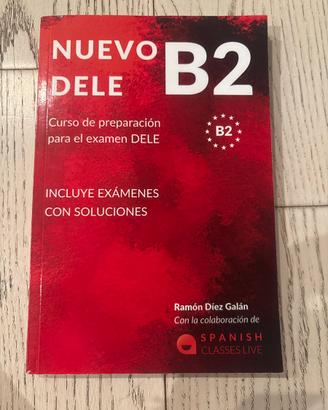 NUEVO B2
DELE
Curso de preparación
para el examen DELE
B2
INCLUYE EXÁMENES
CON SOLUCIONES
Ramón Díez Galán
Con la colaboración de
SPANISH
CLASSES LIVE